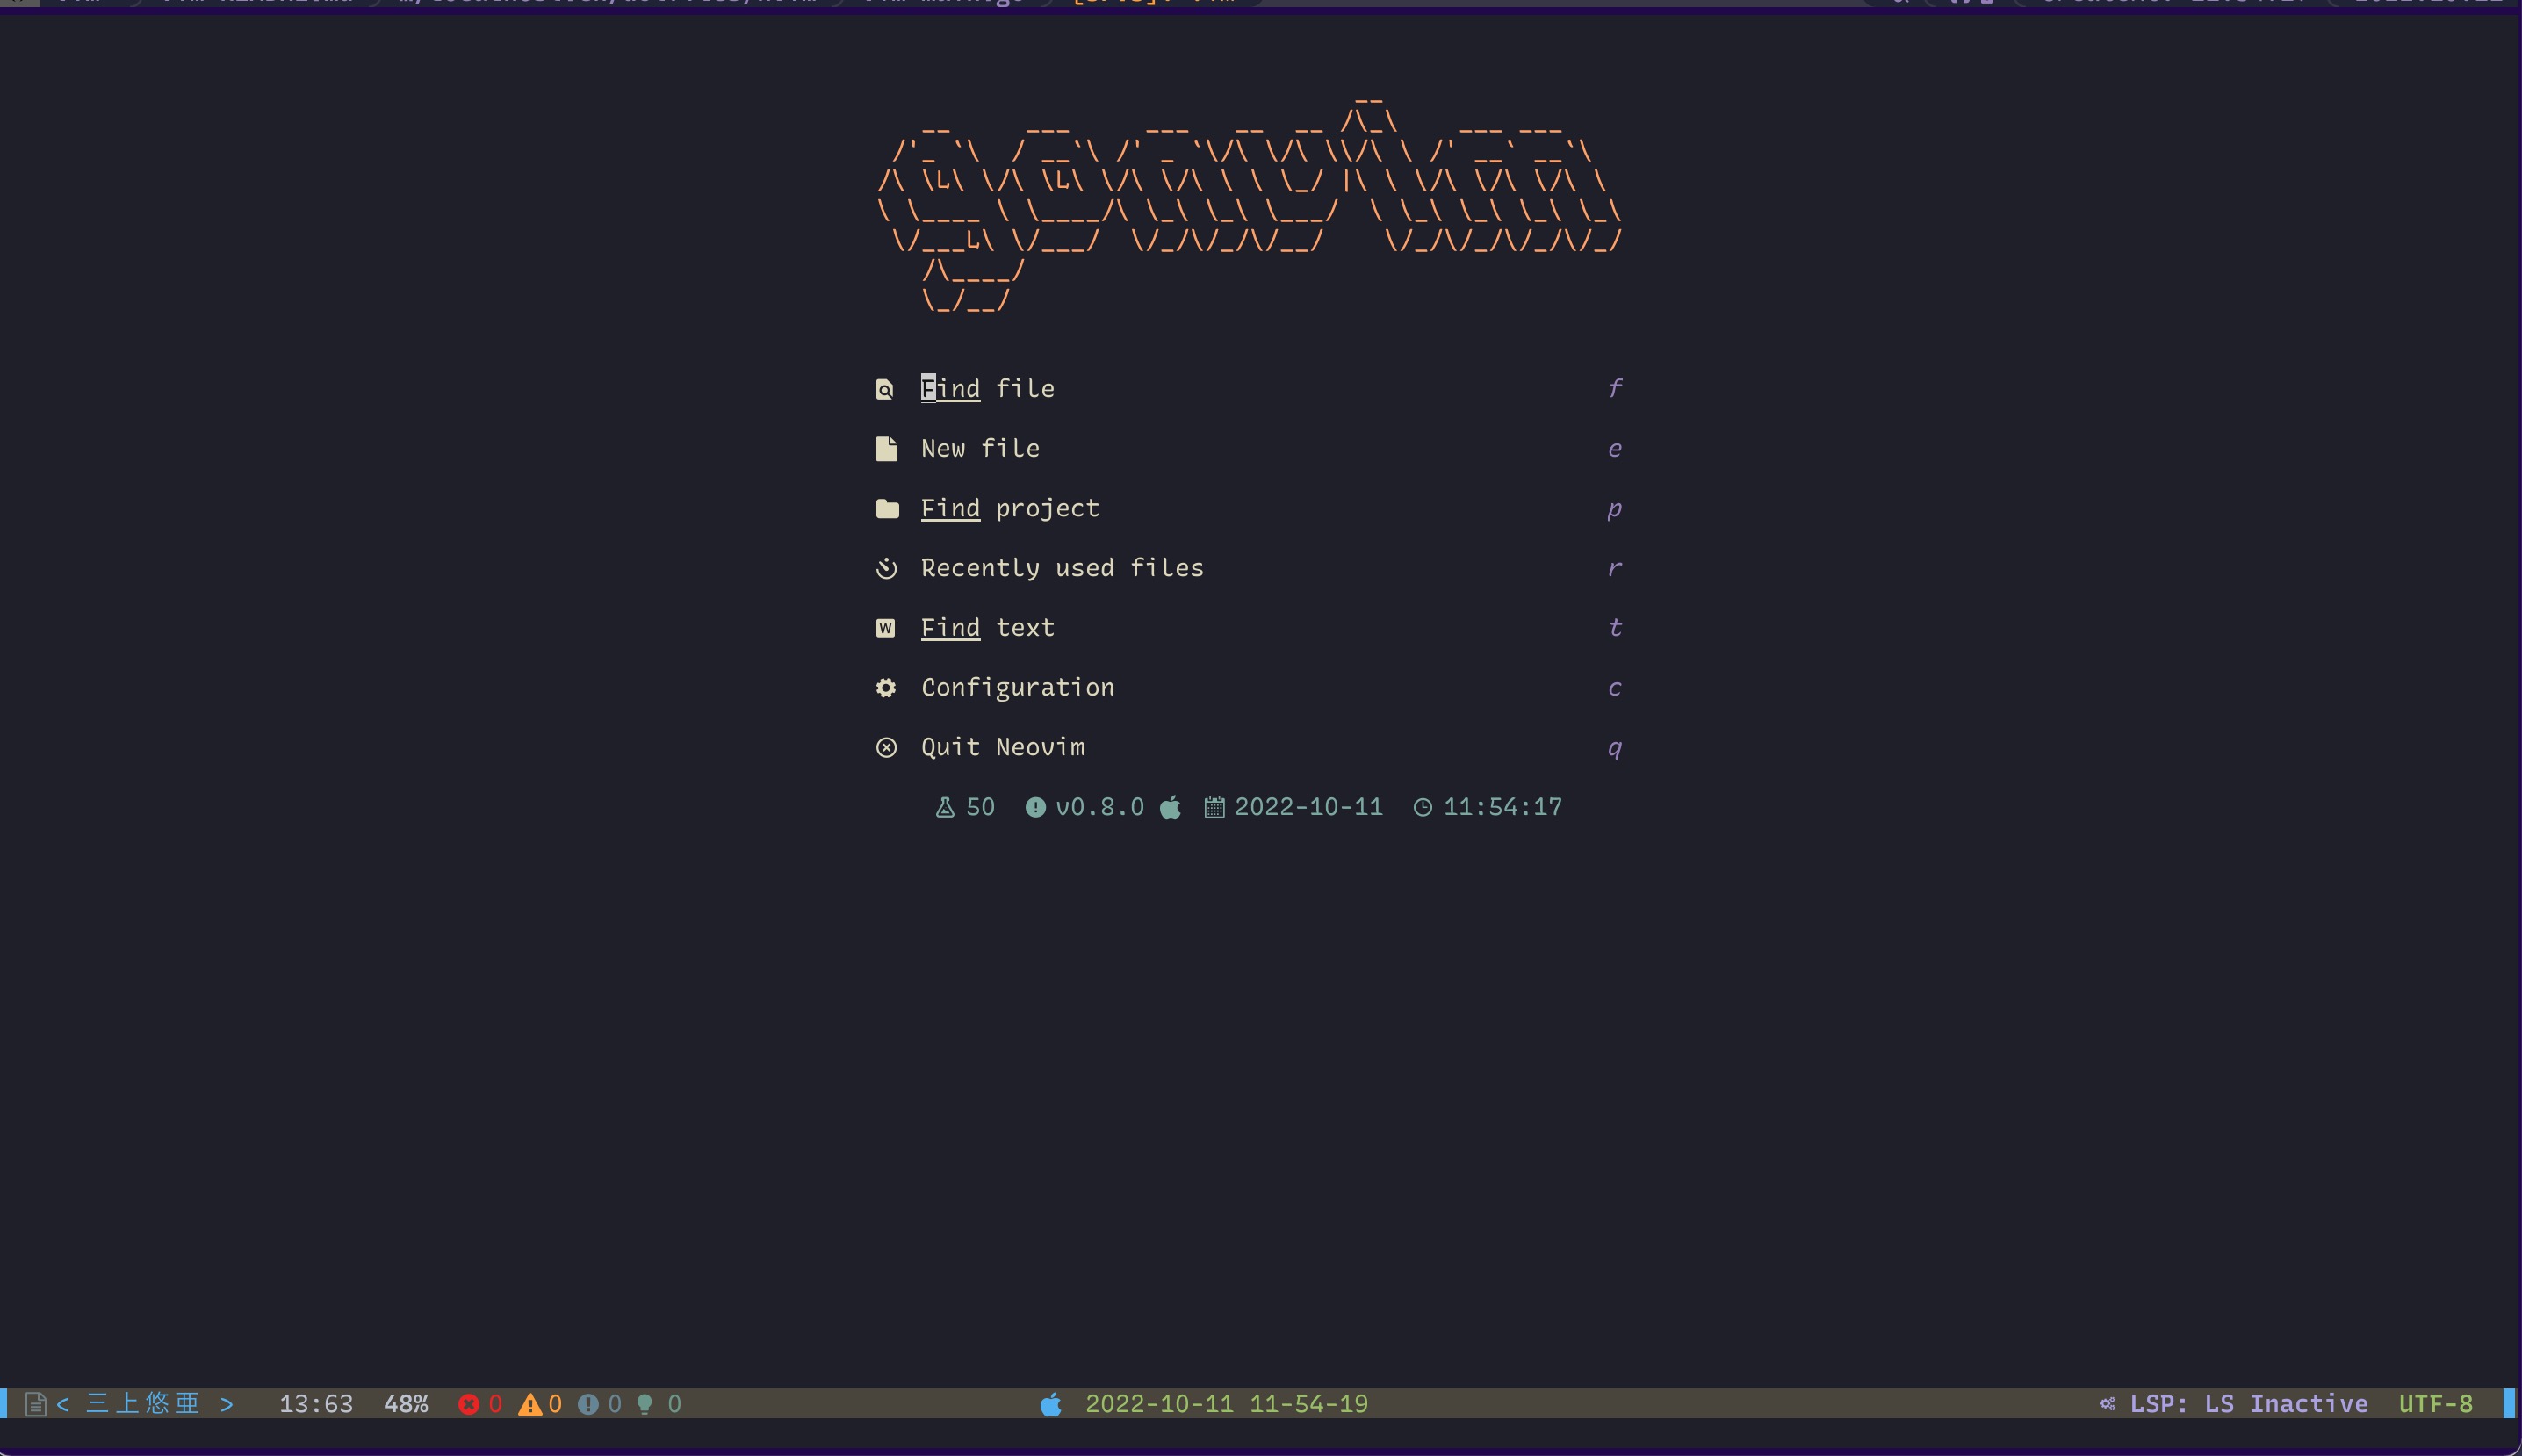 Find file f
New file e
Find project p
Recently used files r
Find text t
Configuration c
Quit Neovim q
50 v0.8.0 2022-10-11 11:54:17
< 三上悠亜 > 13:63 48% 0 0 0 0 2022-10-11 11-54-19 LSP: LS Inactive UTF-8